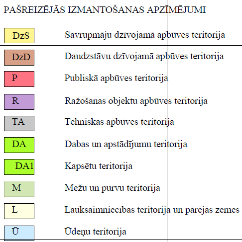 PAŠREIZĒJĀS IZMANTOŠANAS APZĪMĒJUMI
DzS Savrupmāju dzīvojamā apbūves teritorija
DzD Daudzstāvu dzīvojamā apbūves teritorija
P Publiskā apbūves teritorija
R Ražošanas objektu apbūves teritorija
TA Tehniskās apbūves teritorija
DA Dabas un apstādījumu teritorija
DA1 Kapsētu teritorija
M Mežu un purvu teritorija
L Lauksaimniecības teritorija un pārējās zemes
Ū Ūdeņu teritorija